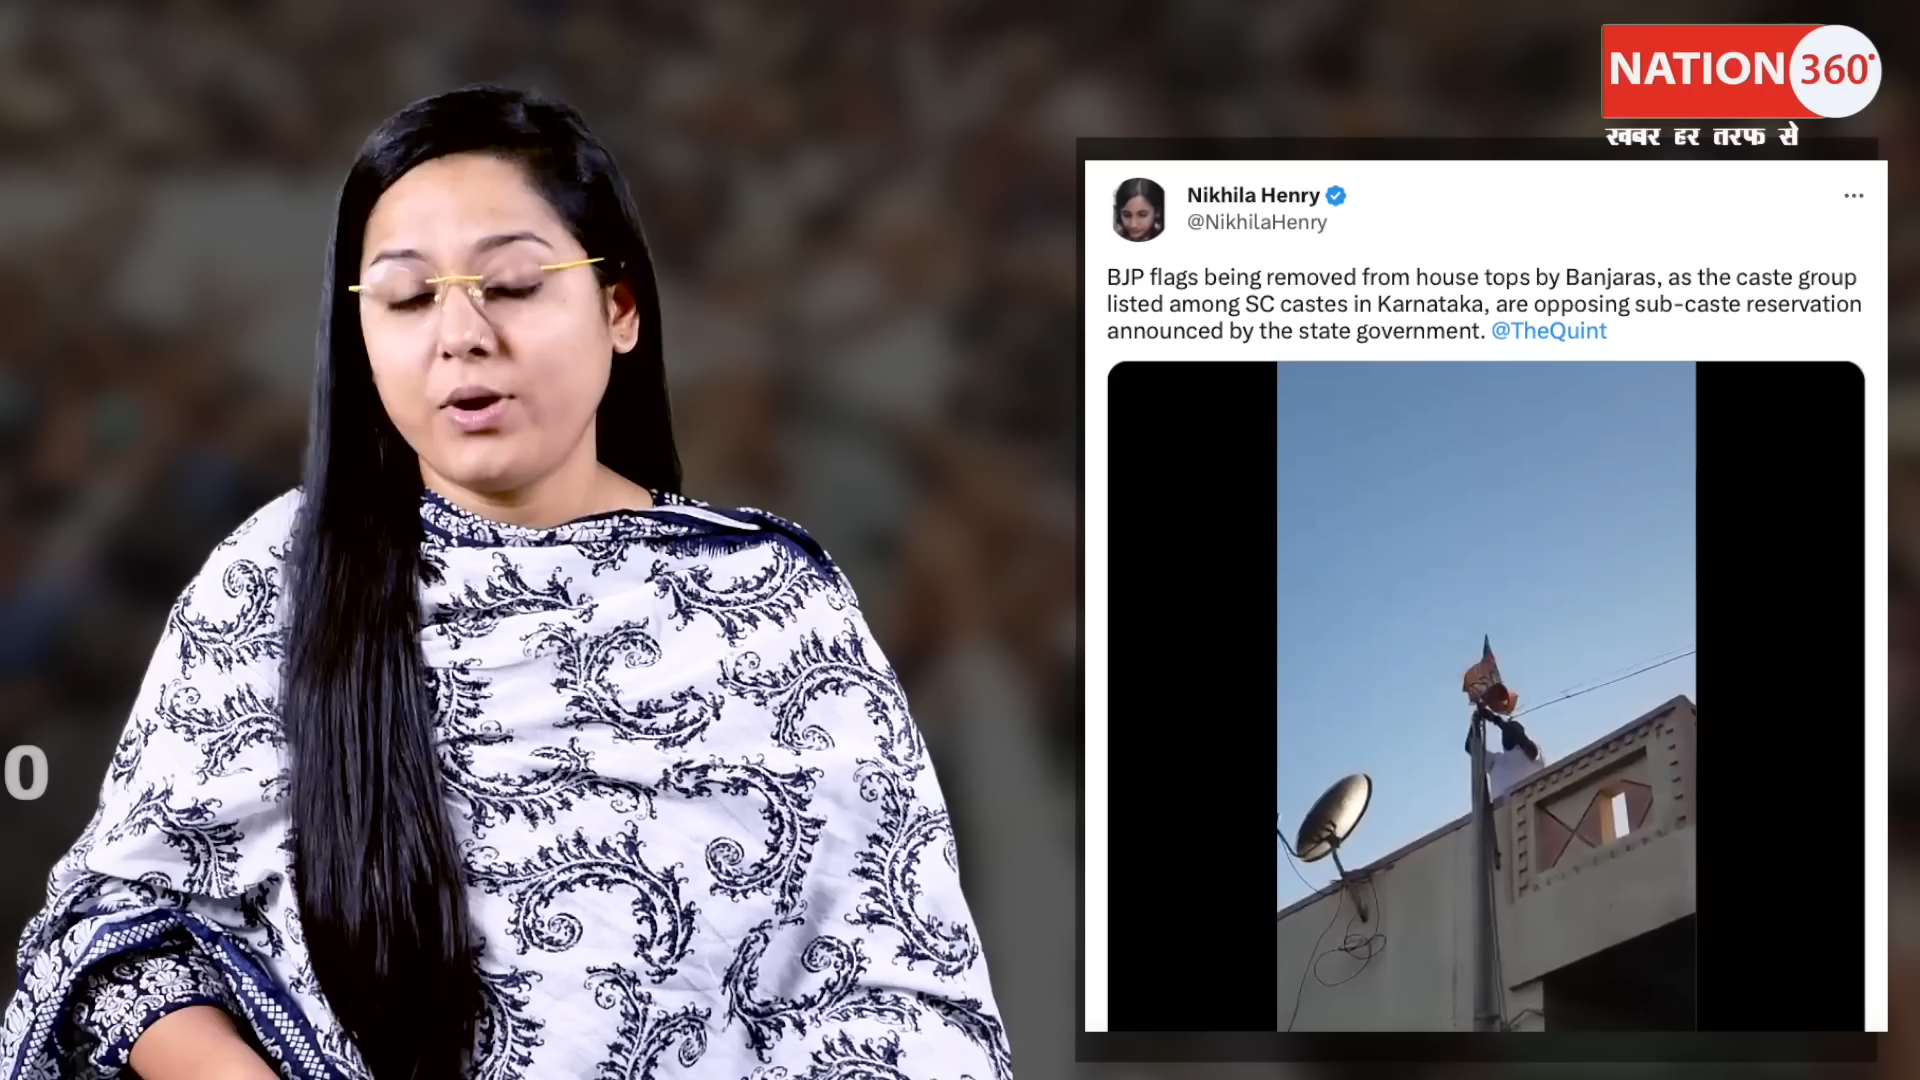 NATION 360°
खबर हर तरफ से
Nikhila Henry
@NikhilaHenry
BJP flags being removed from house tops by Banjaras, as the caste group
listed among SC castes in Karnataka, are opposing sub-caste reservation
announced by the state government. @TheQuint
0